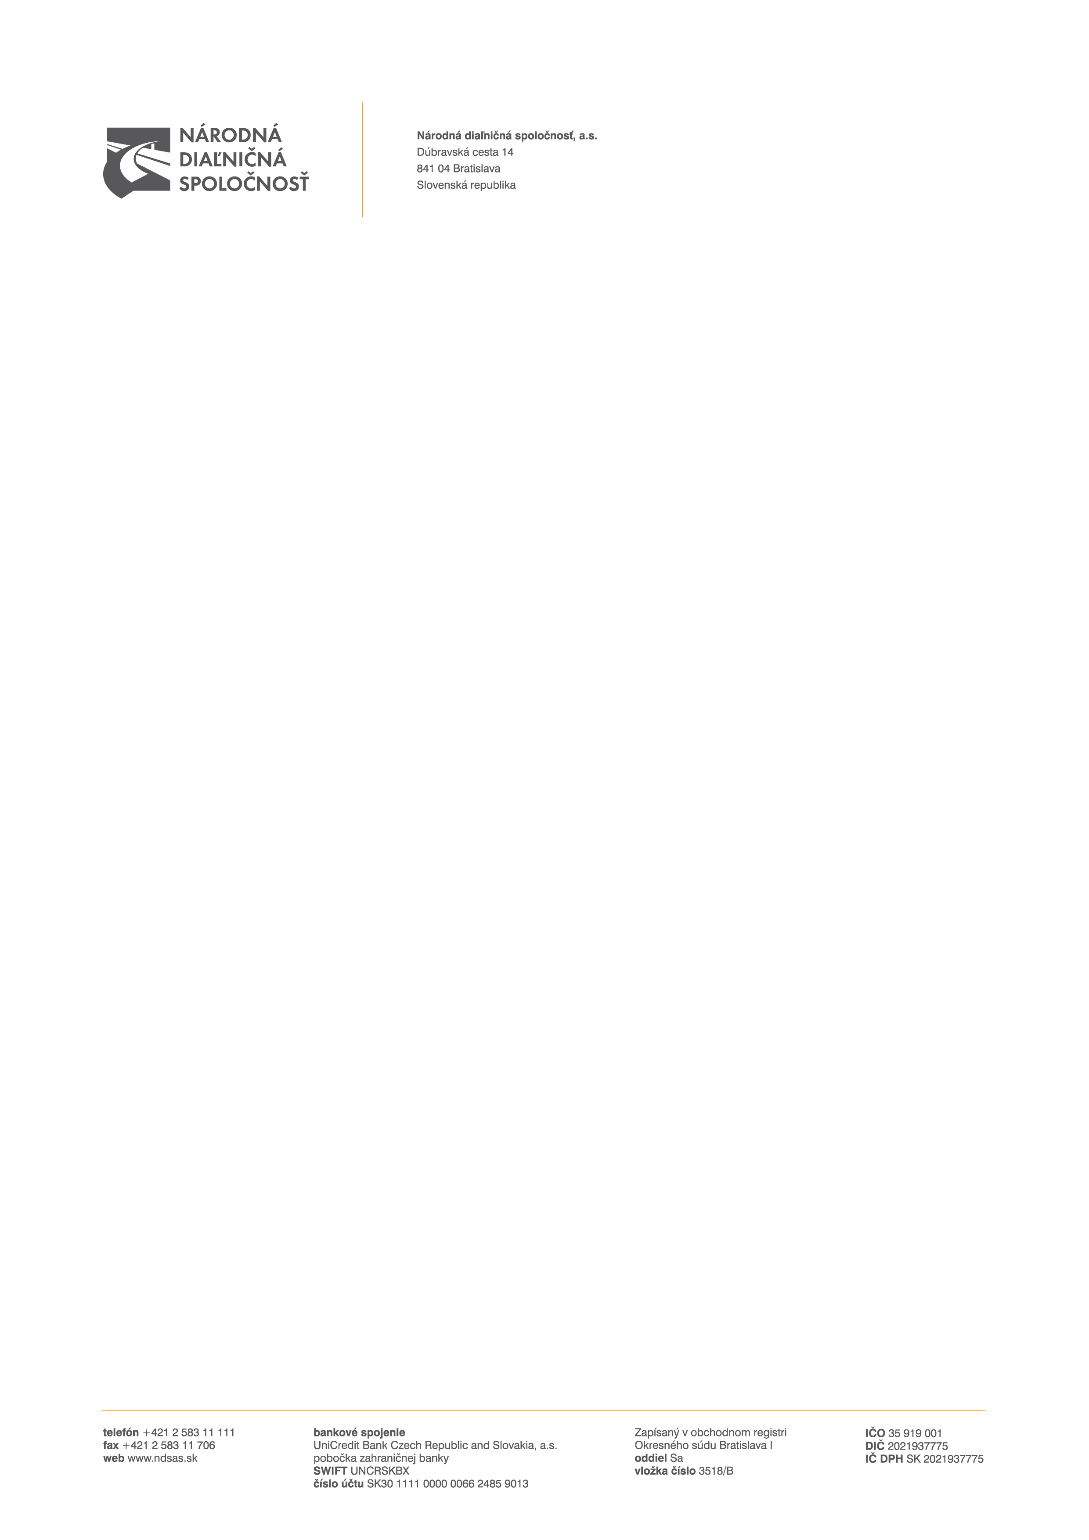 NÁRODNÁ
DIAĽNIČNÁ
SPOLOČNOSŤ
Národná diaľničná spoločnosť, a.s.
Dúbravská cesta 14
841 04 Bratislava
Slovenská republika
telefón +421 2 583 11 111
fax +421 2 583 11 706
web www.ndsas.sk
bankové spojenie
UniCredit Bank Czech Republic and Slovakia, a.s.
pobočka zahraničnej banky
SWIFT UNCRSKBX
číslo účtu SK30 1111 0000 0066 2485 9013
Zapísaný v obchodnom registri
Okresného súdu Bratislava I
oddiel Sa
vložka číslo 3518/B
IČO 35 919 001
DIČ 2021937775
IČ DPH SK 2021937775